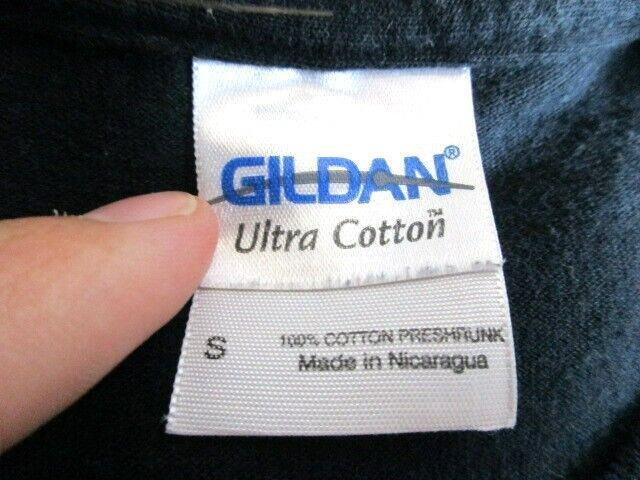 GILDAN®
Ultra Cotton™
S
100% COTTON PRESHRUNK
Made in Nicaragua